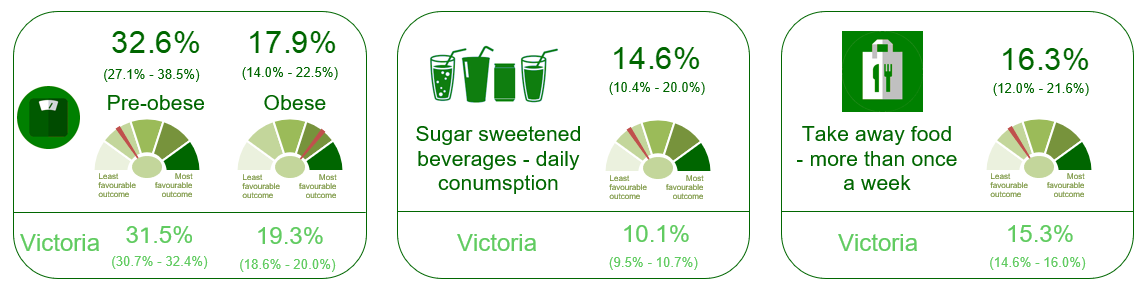 32.6%
(27.1% - 38.5%)
Pre-obese
17.9%
(14.0% - 22.5%)
Obese
Least
favourable
outcome
Most
favourable
outcome
Least
favourable
outcome
Most
favourable
outcome
Victoria
31.5%
(30.7% - 32.4%)
19.3%
(18.6% - 20.0%)
Sugar sweetened
beverages - daily
conumsption
14.6%
(10.4% - 20.0%)
Least
favourable
outcome
Most
favourable
outcome
Victoria
10.1%
(9.5% - 10.7%)
Take away food
- more than once
a week
16.3%
(12.0% - 21.6%)
Least
favourable
outcome
Most
favourable
outcome
Victoria
15.3%
(14.6% - 16.0%)